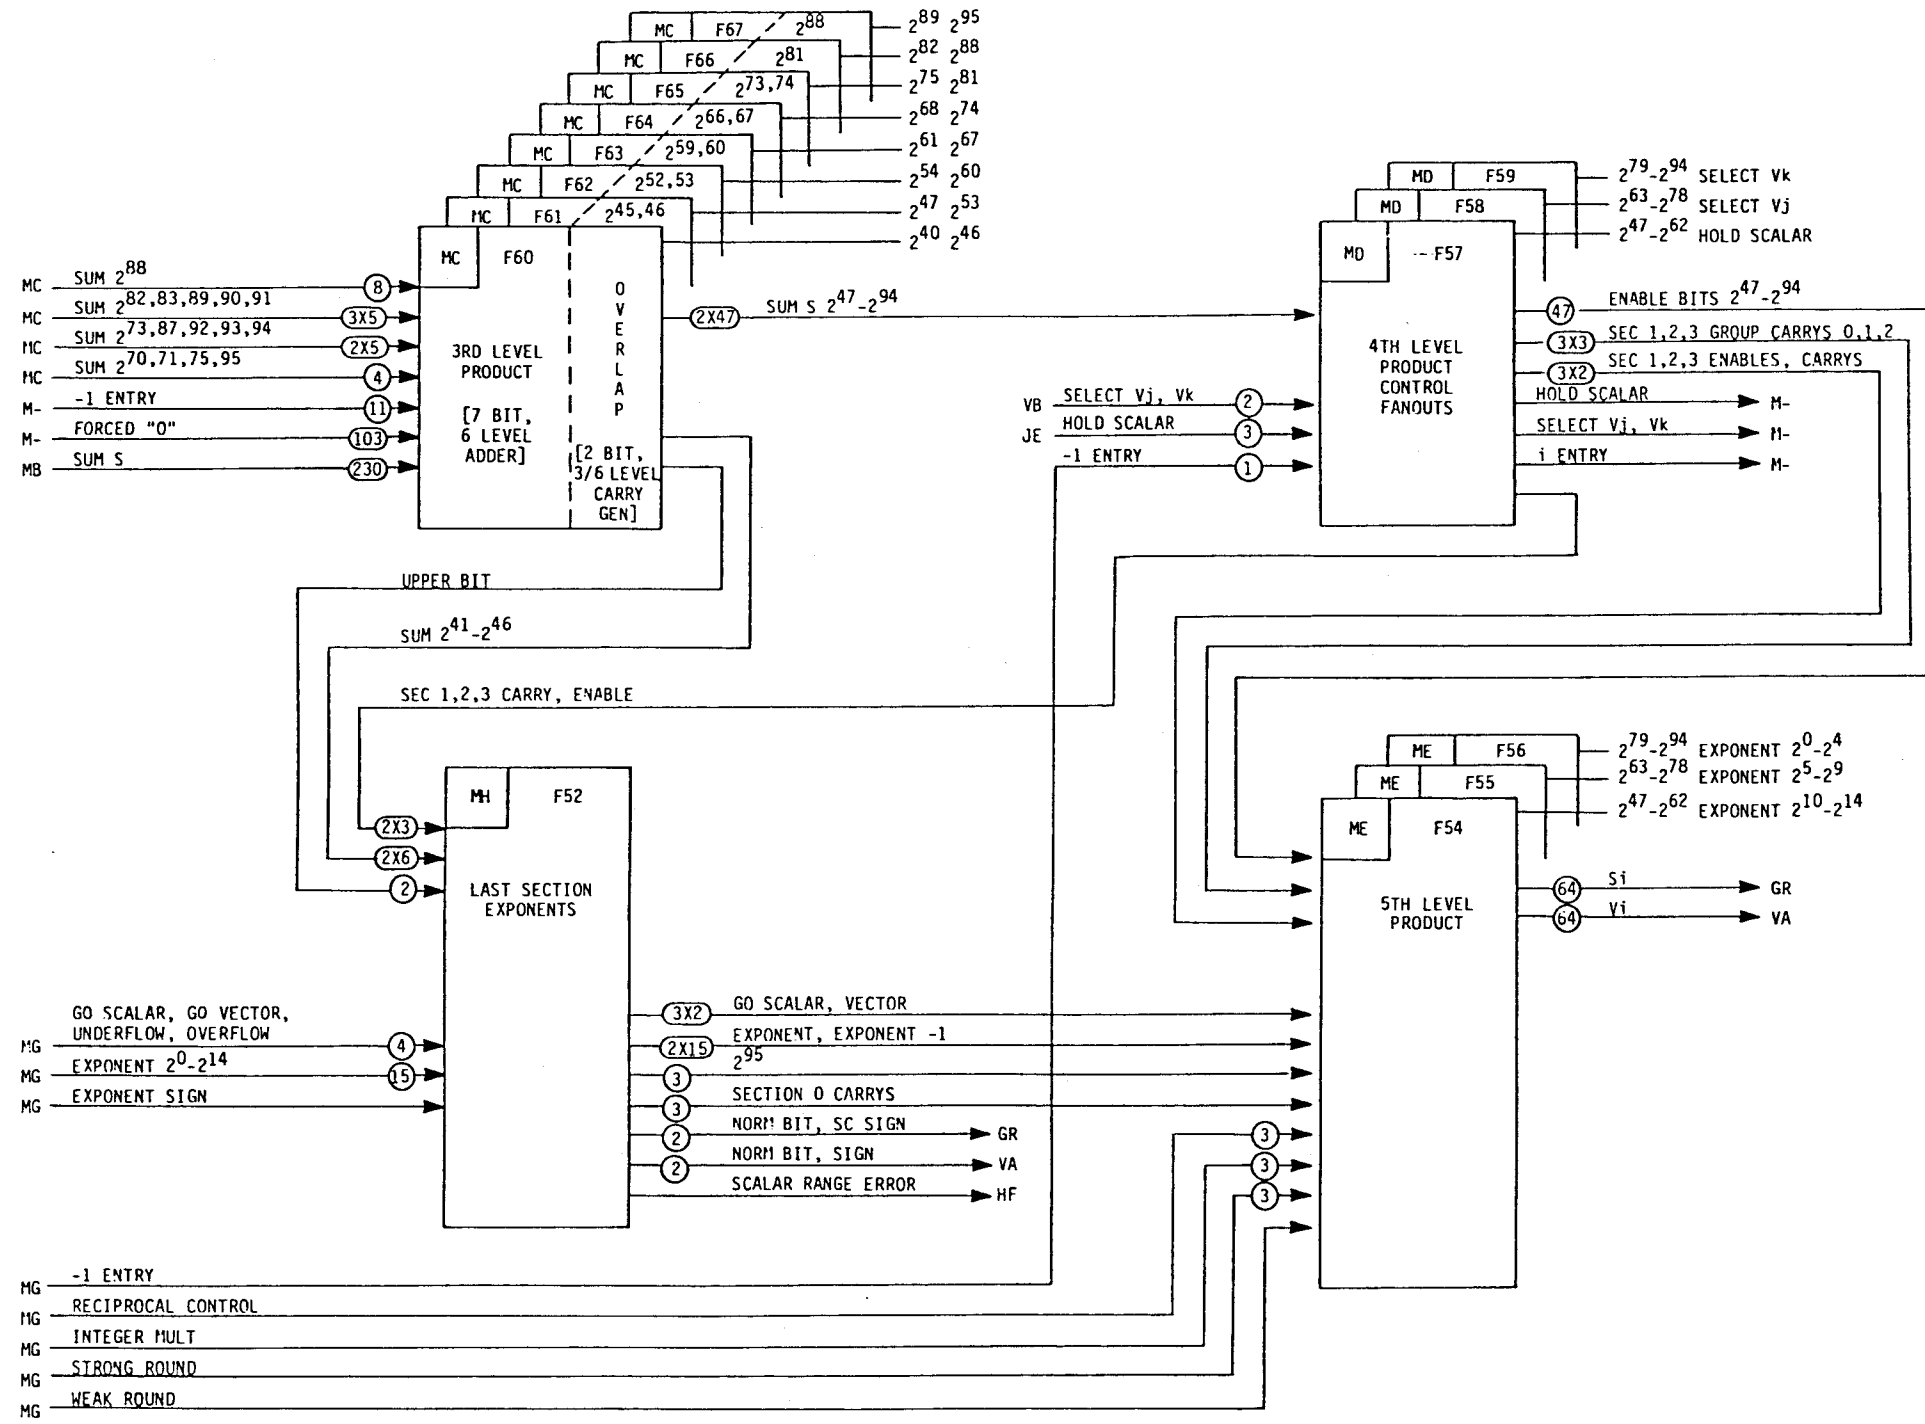 MC F67 2^88 2^89 2^95
MC F66 2^81 2^82 2^88
MC F65 2^73,74 2^75 2^81
MC F64 2^66,67 2^68 2^74
MC F63 2^59,60 2^61 2^67
MC F62 2^52,53 2^54 2^60
MC F61 2^45,46 2^47 2^53
MC F60 2^40 2^46
MC SUM 2^88 8
MC SUM 2^82,83,89,90,91 3X5
MC SUM 2^73,87,92,93,94 2X5
MC SUM 2^70,71,75,95 4
M- -1 ENTRY 11
M- FORCED "0" 103
MB SUM S 230
3RD LEVEL
PRODUCT
[7 BIT,
6 LEVEL
ADDER]
OVERLAP
[2 BIT,
3/6 LEVEL
CARRY
GEN]
2X47 SUM S 2^47-2^94
MD F59 2^79-2^94 SELECT Vk
MD F58 2^63-2^78 SELECT Vj
MD --F57 2^47-2^62 HOLD SCALAR
4TH LEVEL
PRODUCT
CONTROL
FANOUTS
VB SELECT Vj, Vk 2
JE HOLD SCALAR 3
-1 ENTRY 1
47 ENABLE BITS 2^47-2^94
3X3 SEC 1,2,3 GROUP CARRYS 0,1,2
3X2 SEC 1,2,3 ENABLES, CARRYS
HOLD SCALAR M-
SELECT Vj, Vk M-
i ENTRY M-
UPPER BIT
SUM 2^41-2^46
SEC 1,2,3 CARRY, ENABLE
MH F52
2X3
2X6
2
LAST SECTION
EXPONENTS
GO SCALAR, GO VECTOR,
MG UNDERFLOW, OVERFLOW 4
MG EXPONENT 2^0-2^14 15
MG EXPONENT SIGN
3X2 GO SCALAR, VECTOR
2X15 EXPONENT, EXPONENT -1
3 2^95
3 SECTION 0 CARRYS
2 NORM BIT, SC SIGN GR
2 NORM BIT, SIGN VA
SCALAR RANGE ERROR HF
ME F56 2^79-2^94 EXPONENT 2^0-2^4
ME F55 2^63-2^78 EXPONENT 2^5-2^9
ME F54 2^47-2^62 EXPONENT 2^10-2^14
5TH LEVEL
PRODUCT
64 Si GR
64 Vi VA
3
3
3
MG -1 ENTRY
MG RECIPROCAL CONTROL
MG INTEGER MULT
MG STRONG ROUND
MG WEAK ROUND